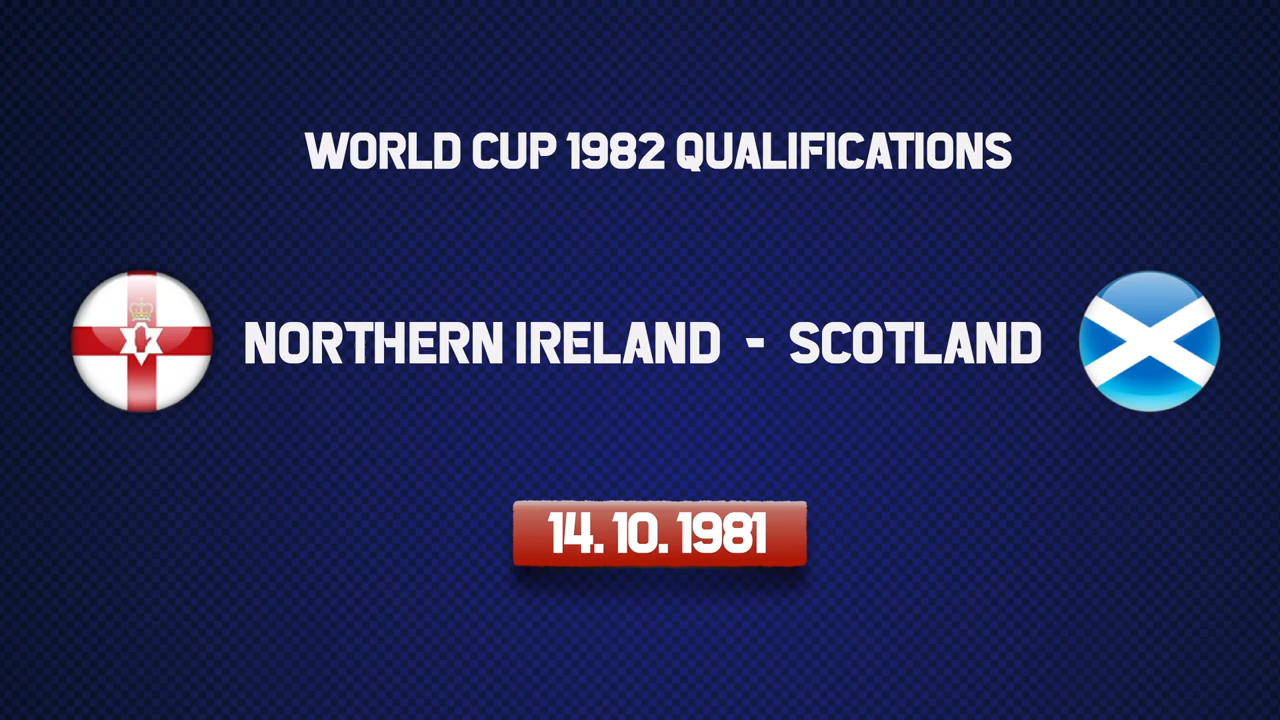 WORLD CUP 1982 QUALIFICATIONS
NORTHERN IRELAND - SCOTLAND
14. 10. 1981